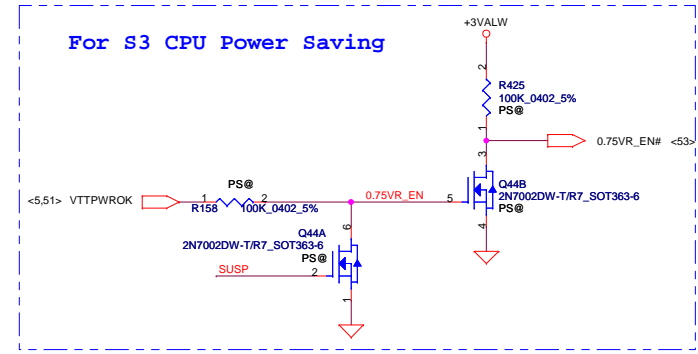 For S3 CPU Power Saving
+3VALW
2
R425
100K_0402_5%
PS@
1
0.75VR_EN# <53>
3
PS@
<5,51> VTTPWROK
1
2
0.75VR_EN
5
Q44B
2N7002DW-T/R7_SOT363-6
PS@
R158
100K_0402_5%
4
Q44A
6
2N7002DW-T/R7_SOT363-6
PS@
SUSP
2
1